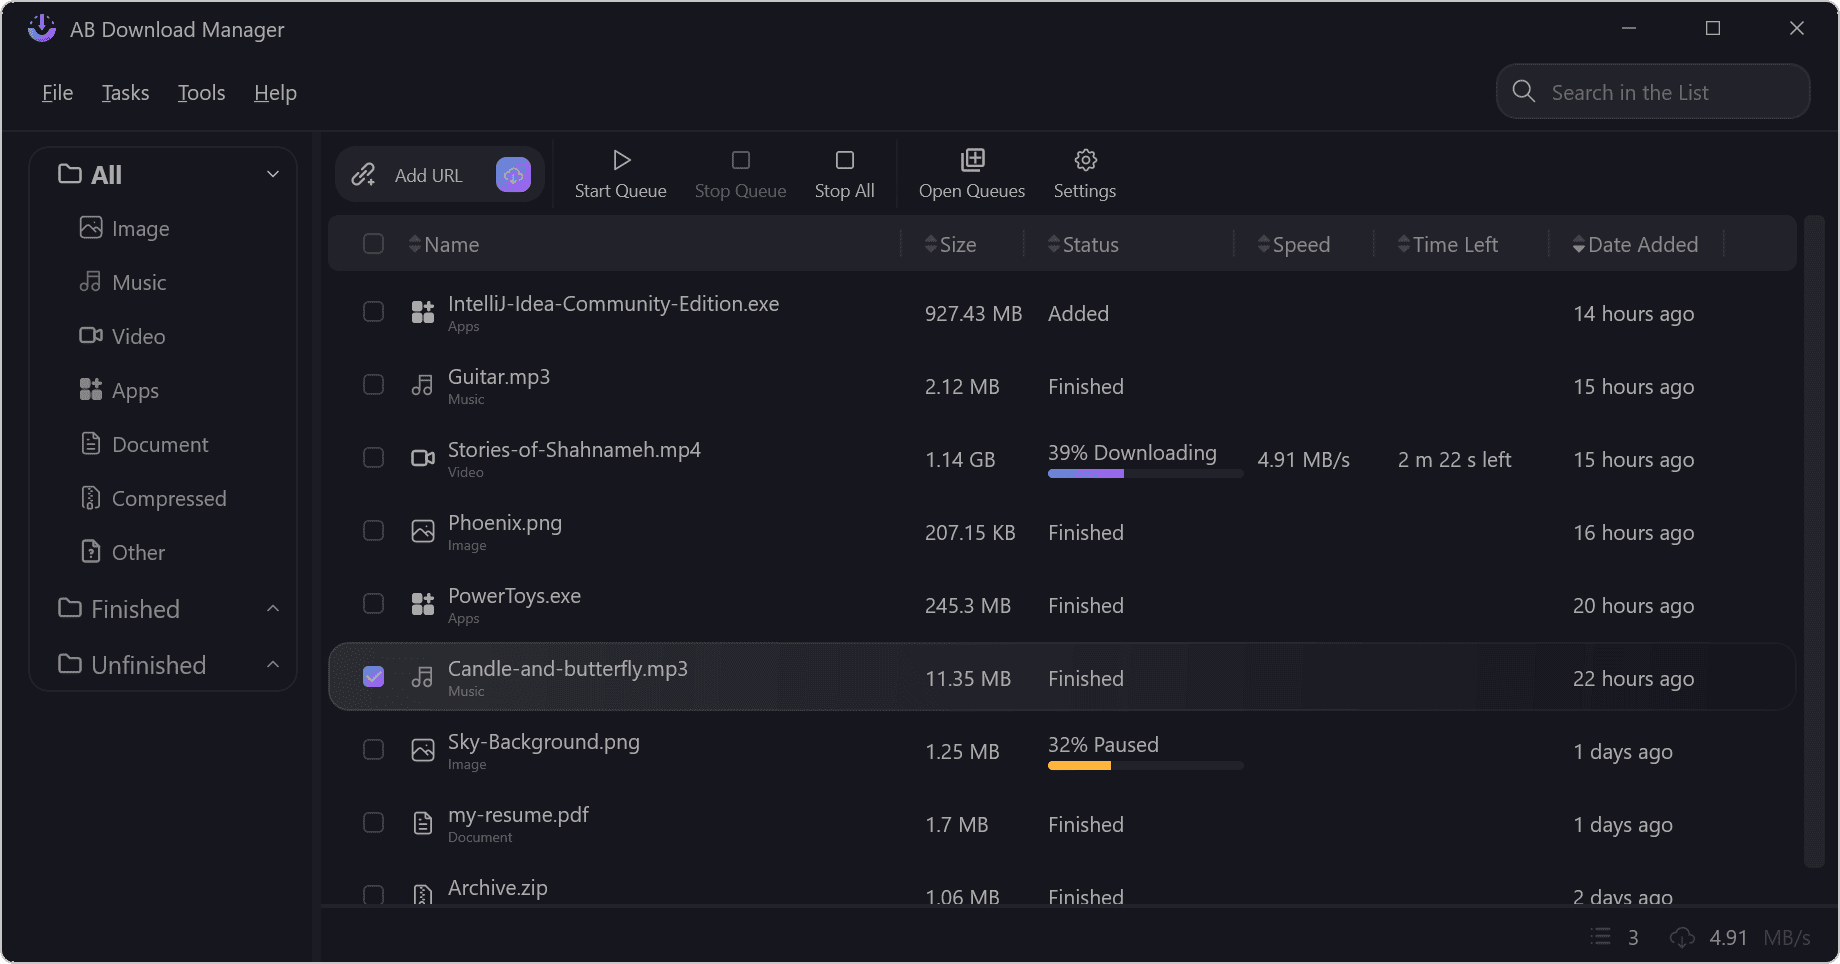 AB Download Manager
File Tasks Tools Help
Search in the List
All
Image
Music
Video
Apps
Document
Compressed
Other
Finished
Unfinished
Add URL
Start Queue
Stop Queue
Stop All
Open Queues
Settings
Name Size Status Speed Time Left Date Added
IntelliJ-Idea-Community-Edition.exe
Apps
927.43 MB Added 14 hours ago
Guitar.mp3
Music
2.12 MB Finished 15 hours ago
Stories-of-Shahnameh.mp4
Video
1.14 GB 39% Downloading 4.91 MB/s 2 m 22 s left 15 hours ago
Phoenix.png
Image
207.15 KB Finished 16 hours ago
PowerToys.exe
Apps
245.3 MB Finished 20 hours ago
Candle-and-butterfly.mp3
Music
11.35 MB Finished 22 hours ago
Sky-Background.png
Image
1.25 MB 32% Paused 1 days ago
my-resume.pdf
Document
1.7 MB Finished 1 days ago
Archive.zip
1.06 MB Finished 2 days ago
3 4.91 MB/s